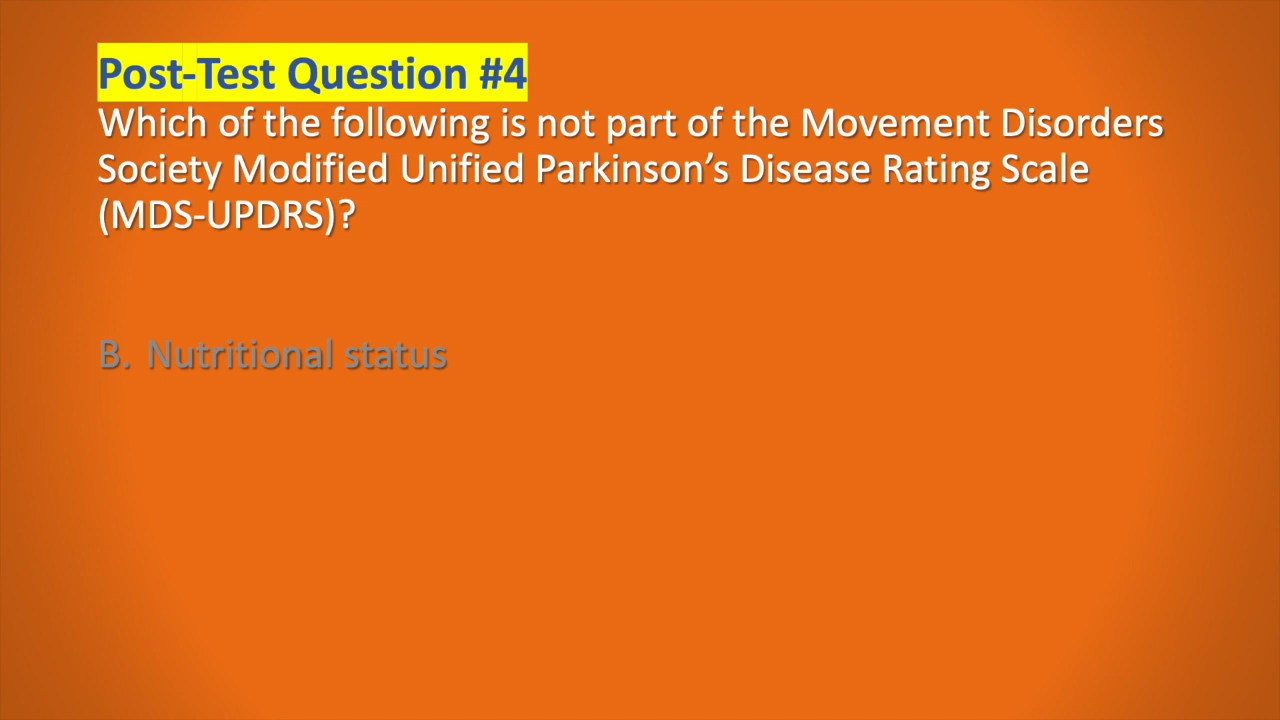 Post-Test Question #4
Which of the following is not part of the Movement Disorders
Society Modified Unified Parkinson’s Disease Rating Scale
(MDS-UPDRS)?
B. Nutritional status